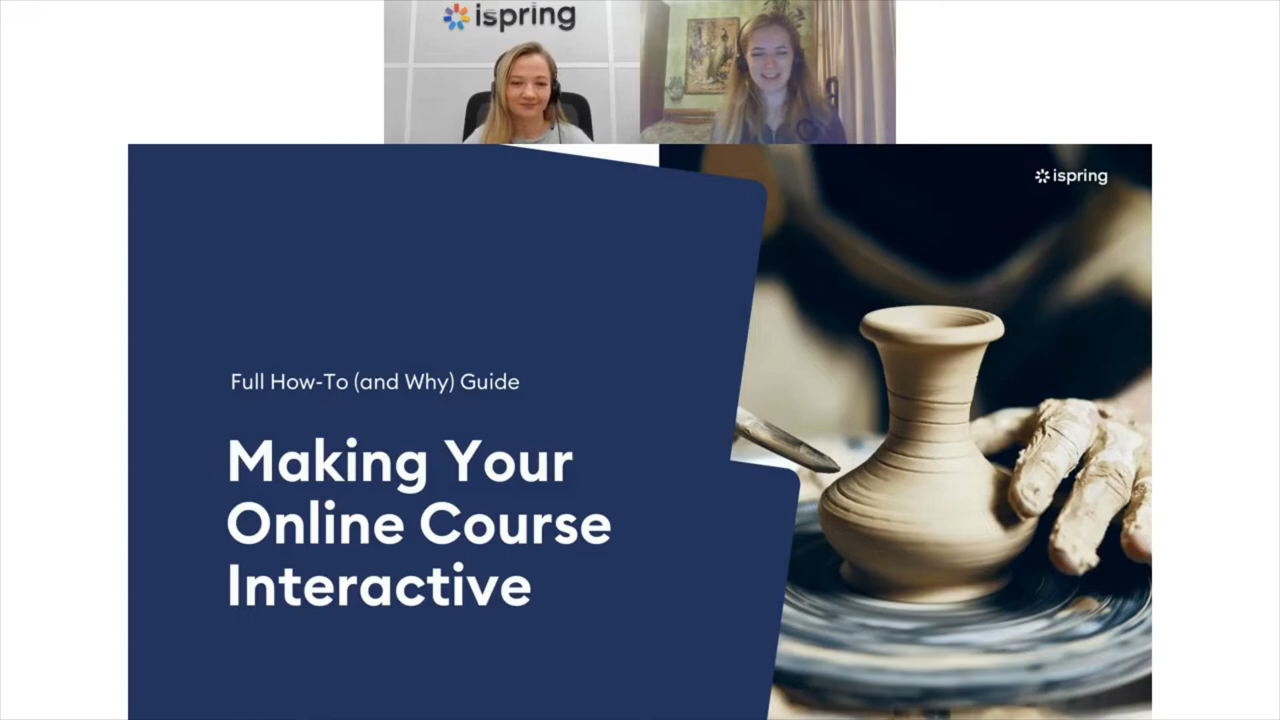 ispring
ispring
Full How-To (and Why) Guide
Making Your
Online Course
Interactive